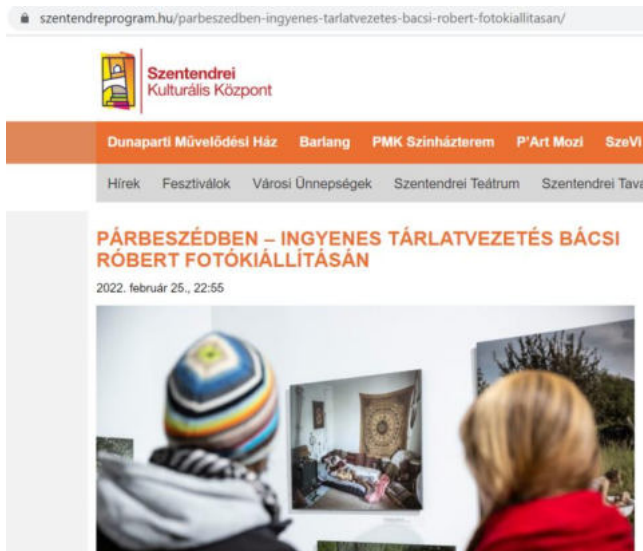 szentendreprogram.hu/parbeszedben-ingyenes-tarlatvezetes-bacsi-robert-fotokiallitasan/
Szentendrei
Kulturális Központ
Dunaparti Művelődési Ház Barlang PMK Színházterem P'Art Mozi SzeVi
Hírek Fesztiválok Városi Ünnepségek Szentendrei Teátrum Szentendrei Tava
PÁRBESZÉDBEN – INGYENES TÁRLATVEZETÉS BÁCSI
RÓBERT FOTÓKIÁLLÍTÁSÁN
2022. február 25., 22:55